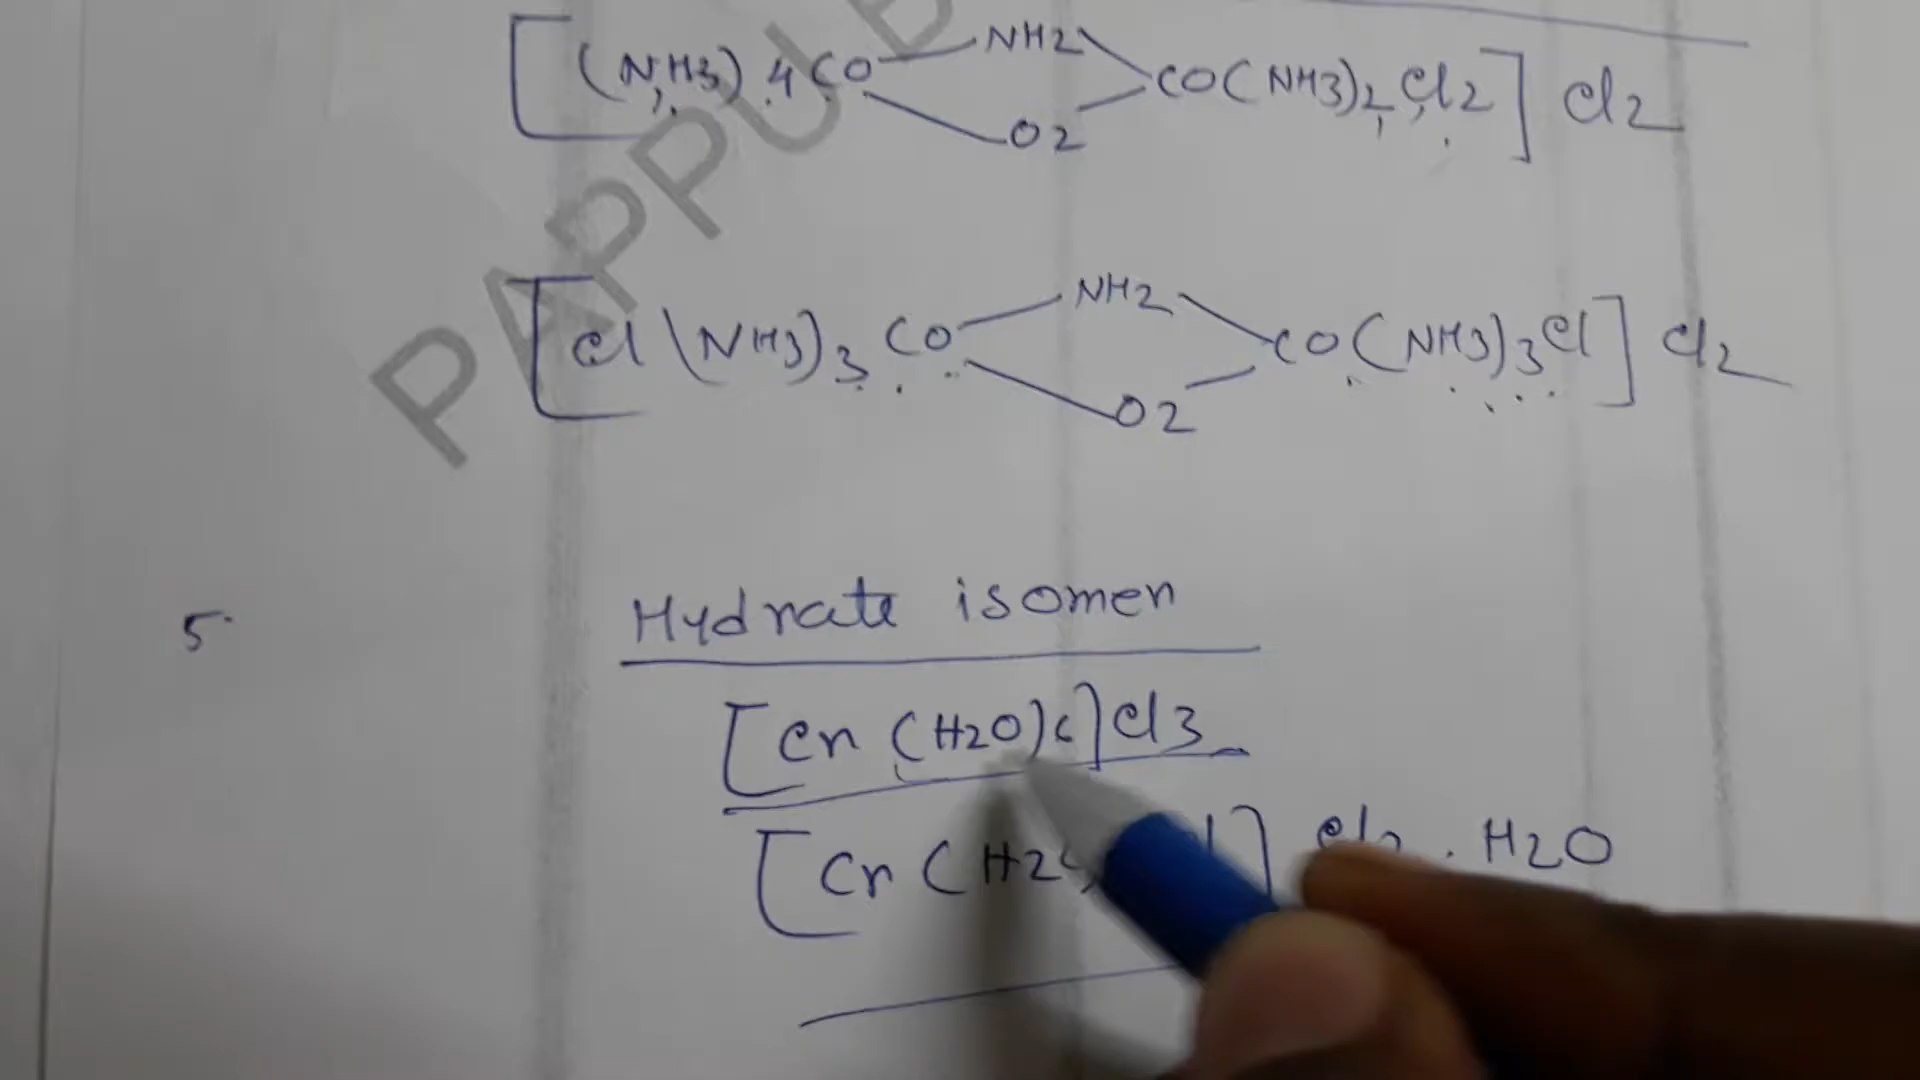 [(NH3)4CO NH2 O2 CO(NH3)2Cl2]Cl2
[Cl(NH3)3CO NH2 O2 CO(NH3)3Cl]Cl2
5. Hydrate isomer
[Cr(H2O)6]Cl3
[Cr(H2 ] . H2O
PAPPU